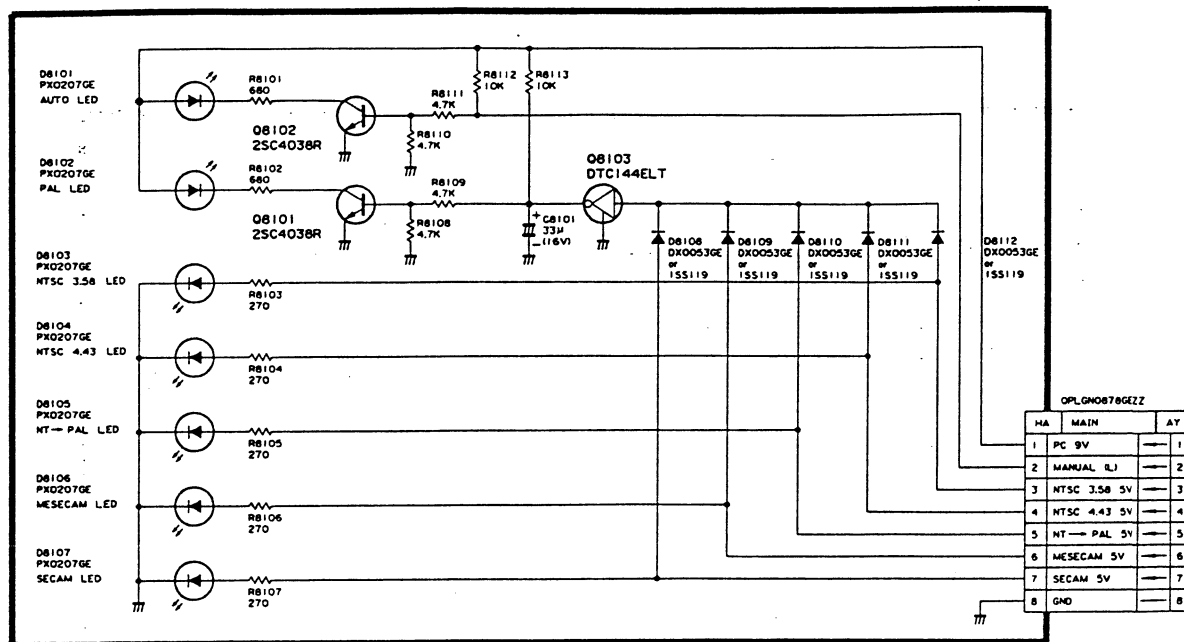 D8101
PX0207GE
AUTO LED
R8101
680
Q8102
2SC4038R
R8111
4.7K
R8110
4.7K
R8112
10K
R8113
10K
D8102
PX0207GE
PAL LED
R8102
680
Q8101
2SC4038R
R8109
4.7K
R8108
4.7K
Q8103
DTC144ELT
+
C8101
33μ
(16V)
-
D8108
DX0053GE
or
1SS119
D8109
DX0053GE
or
1SS119
D8110
DX0053GE
or
1SS119
D8111
DX0053GE
or
1SS119
D8112
DX0053GE
or
1SS119
D8103
PX0207GE
NTSC 3.58 LED
R8103
270
D8104
PX0207GE
NTSC 4.43 LED
R8104
270
D8105
PX0207GE
NT→PAL LED
R8105
270
D8106
PX0207GE
MESECAM LED
R8106
270
D8107
PX0207GE
SECAM LED
R8107
270
QPLGN0878GEZZ
HA MAIN AY
1 PC 9V ← 1
2 MANUAL (L) ← 2
3 NTSC 3.58 5V ← 3
4 NTSC 4.43 5V ← 4
5 NT→PAL 5V ← 5
6 MESECAM 5V ← 6
7 SECAM 5V ← 7
8 GND — 8